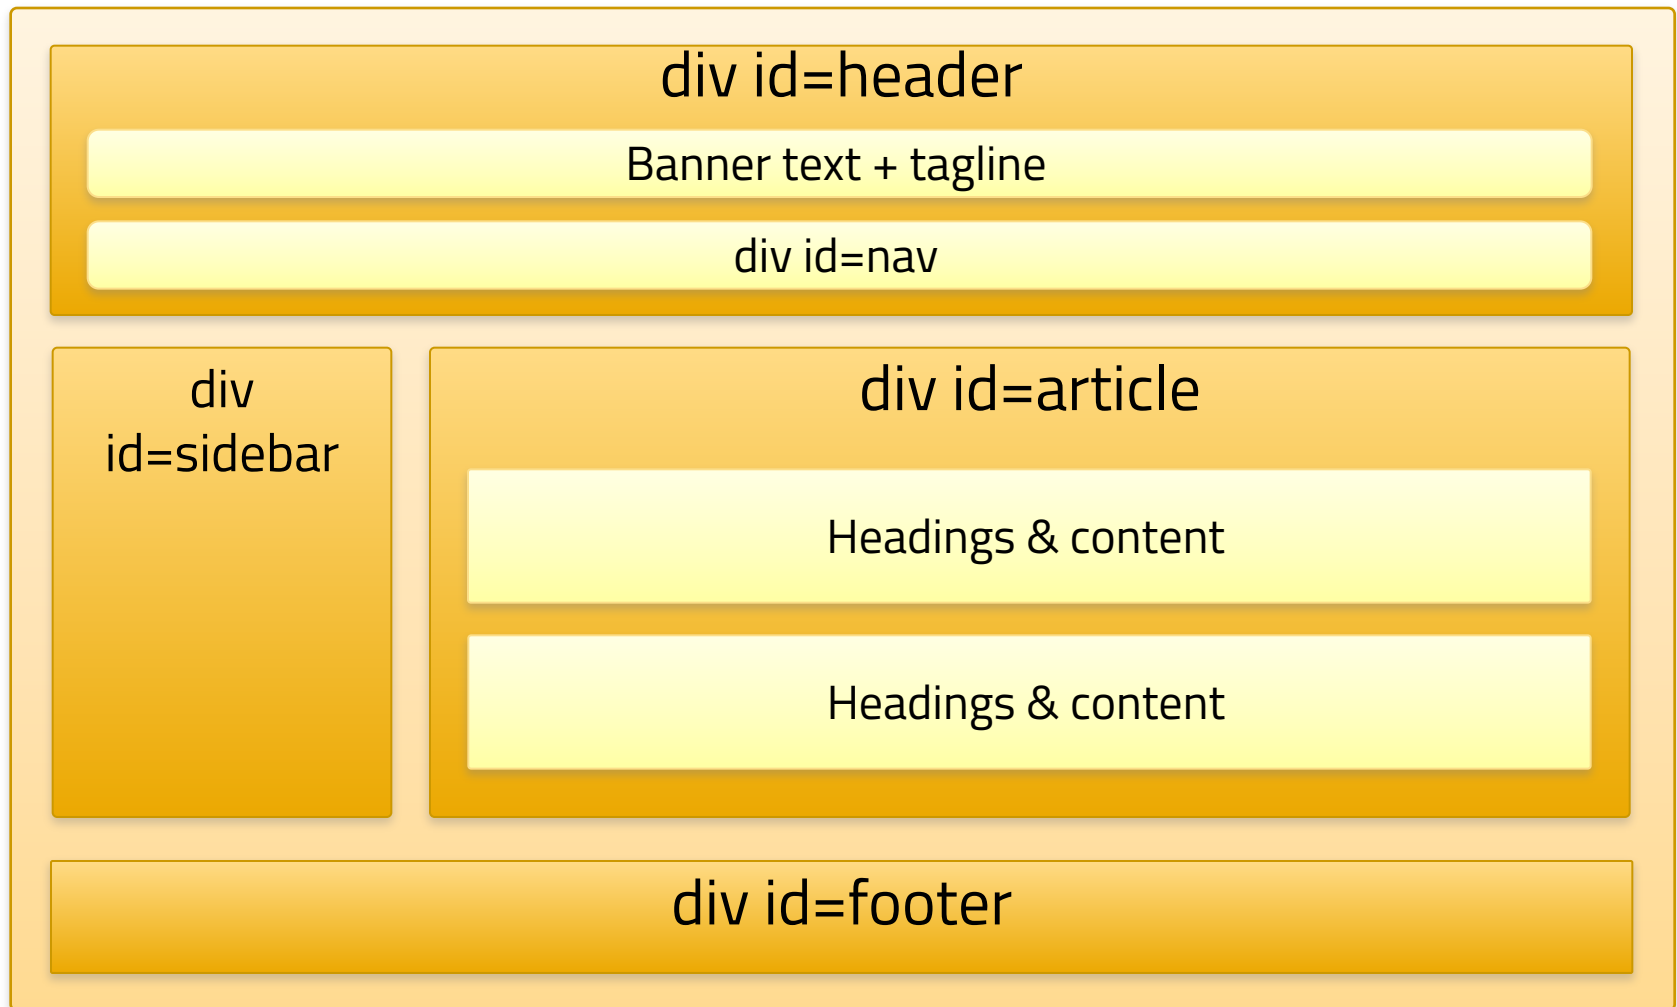 div id=header
Banner text + tagline
div id=nav
div
id=sidebar
div id=article
Headings & content
Headings & content
div id=footer